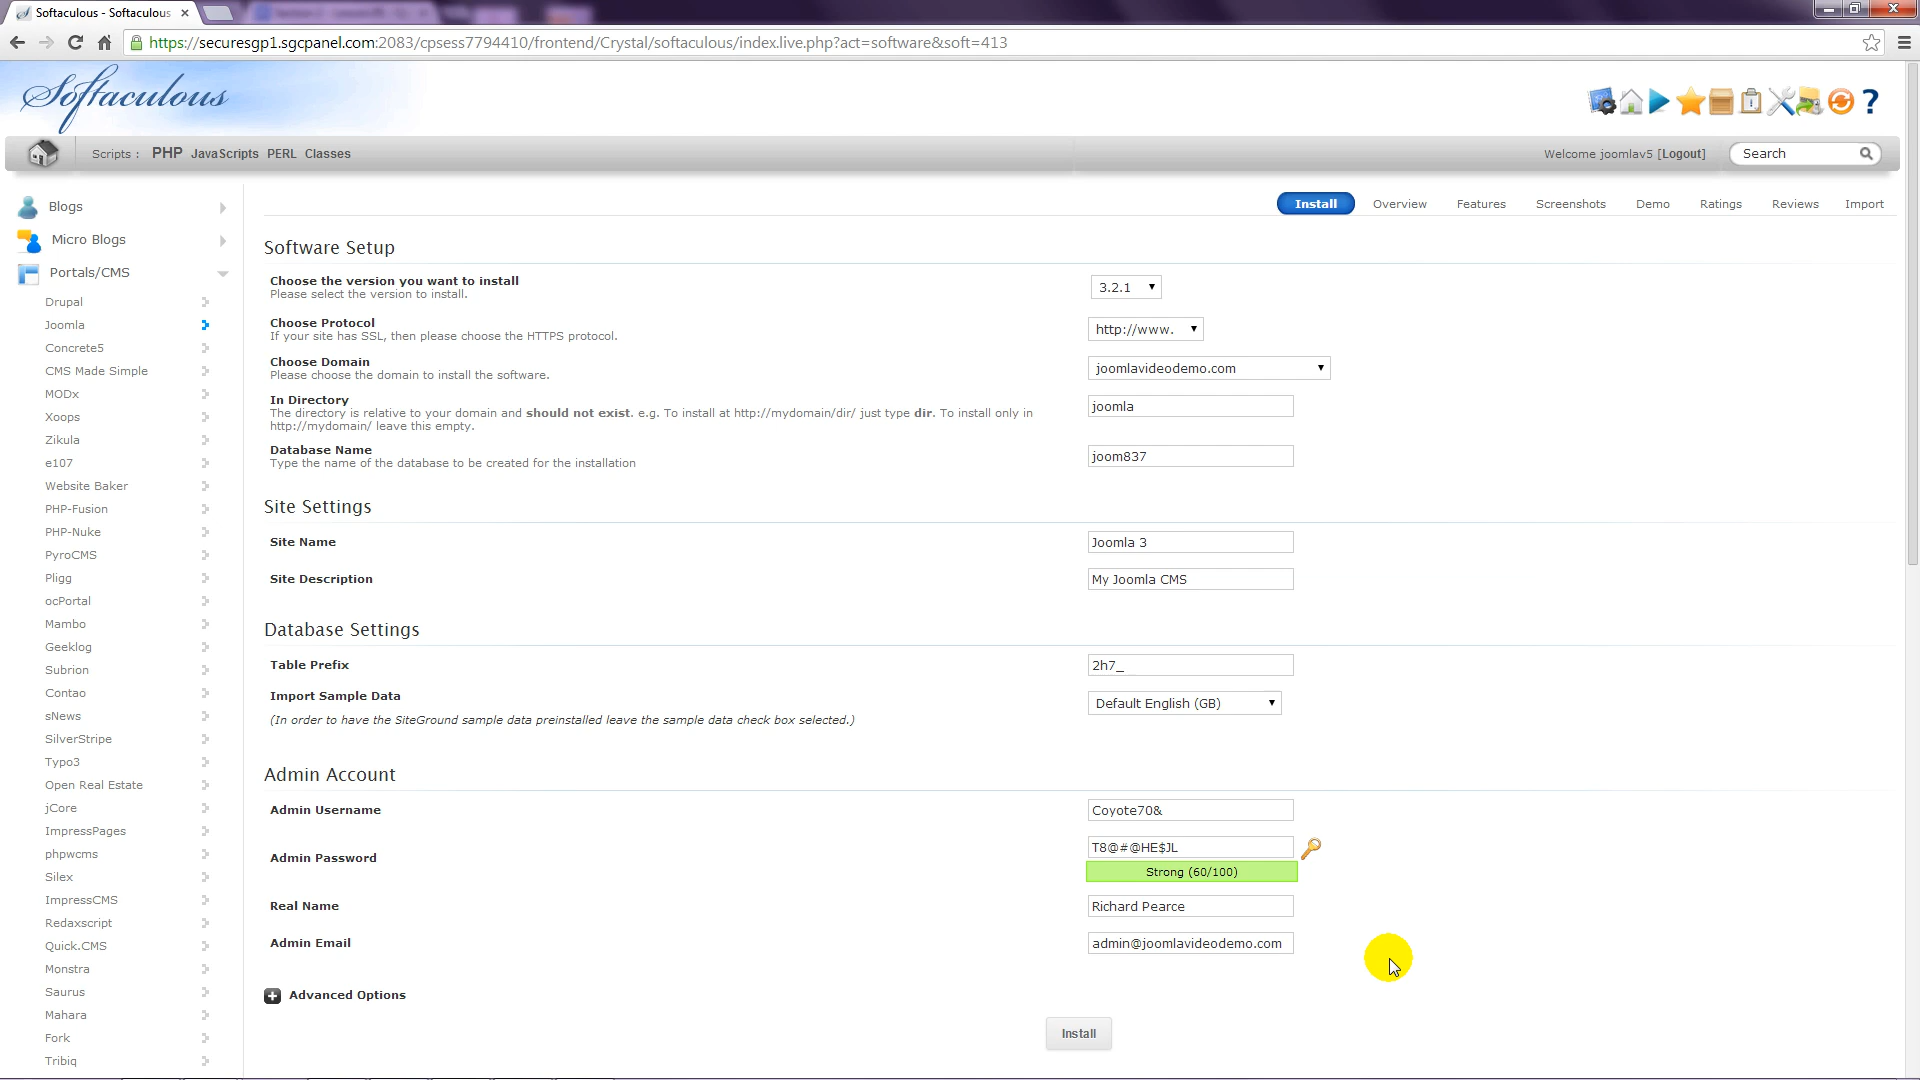 Softaculous - Softaculous
https://securesgp1.sgcpanel.com:2083/cpsess7794410/frontend/Crystal/softaculous/index.live.php?act=software&soft=413
Softaculous
Scripts : PHP JavaScripts PERL Classes
Welcome joomlav5 [Logout]
Search
Blogs
Micro Blogs
Portals/CMS
Drupal
Joomla
Concrete5
CMS Made Simple
MODx
Xoops
Zikula
e107
Website Baker
PHP-Fusion
PHP-Nuke
PyroCMS
Pligg
ocPortal
Mambo
Geeklog
Subrion
Contao
sNews
SilverStripe
Typo3
Open Real Estate
jCore
ImpressPages
phpwcms
Silex
ImpressCMS
Redaxscript
Quick.CMS
Monstra
Saurus
Mahara
Fork
Tribiq
Install Overview Features Screenshots Demo Ratings Reviews Import
Software Setup
Choose the version you want to install
Please select the version to install.
3.2.1
Choose Protocol
If your site has SSL, then please choose the HTTPS protocol.
http://www.
Choose Domain
Please choose the domain to install the software.
joomlavideodemo.com
In Directory
The directory is relative to your domain and should not exist. e.g. To install at http://mydomain/dir/ just type dir. To install only in
http://mydomain/ leave this empty.
joomla
Database Name
Type the name of the database to be created for the installation
joom837
Site Settings
Site Name
Joomla 3
Site Description
My Joomla CMS
Database Settings
Table Prefix
2h7_
Import Sample Data
(In order to have the SiteGround sample data preinstalled leave the sample data check box selected.)
Default English (GB)
Admin Account
Admin Username
Coyote70&
Admin Password
T8@#@HE$JL
Strong (60/100)
Real Name
Richard Pearce
Admin Email
admin@joomlavideodemo.com
Advanced Options
Install